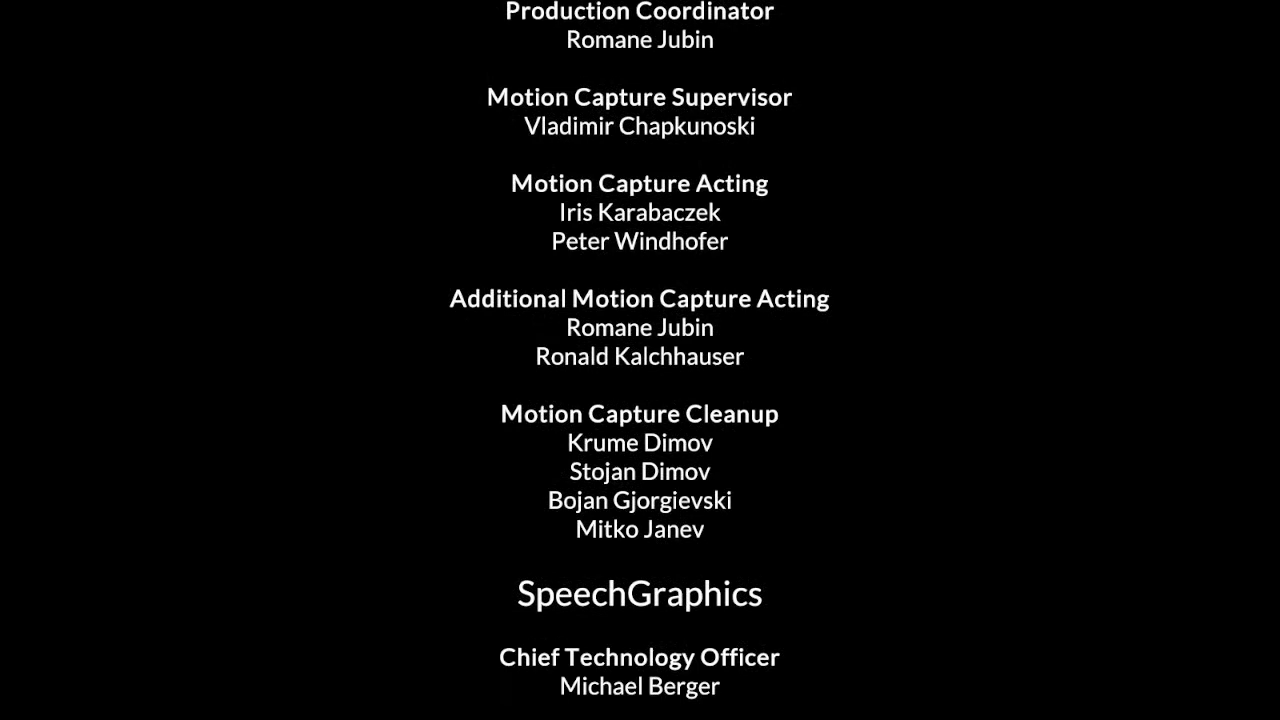 Production Coordinator
Romane Jubin
Motion Capture Supervisor
Vladimir Chapkunoski
Motion Capture Acting
Iris Karabaczek
Peter Windhofer
Additional Motion Capture Acting
Romane Jubin
Ronald Kalchhauser
Motion Capture Cleanup
Krume Dimov
Stojan Dimov
Bojan Gjorgievski
Mitko Janev
SpeechGraphics
Chief Technology Officer
Michael Berger